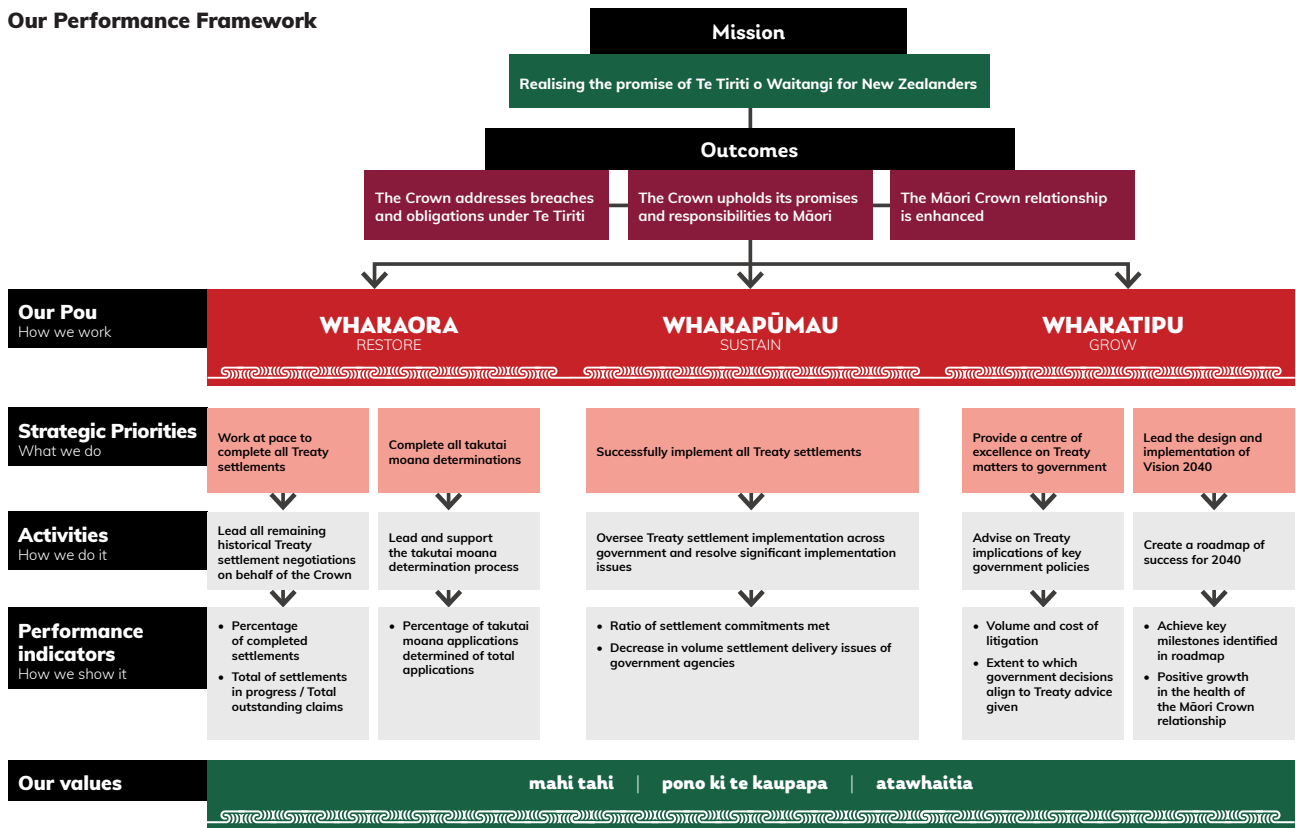 Our Performance Framework
Mission
Realising the promise of Te Tiriti o Waitangi for New Zealanders
Outcomes
The Crown addresses breaches
and obligations under Te Tiriti
The Crown upholds its promises
and responsibilities to Māori
The Māori Crown relationship
is enhanced
Our Pou
How we work
WHAKAORA
RESTORE
WHAKAPŪMAU
SUSTAIN
WHAKATIPU
GROW
Strategic Priorities
What we do
Work at pace to
complete all Treaty
settlements
Complete all takutai
moana determinations
Successfully implement all Treaty settlements
Provide a centre of
excellence on Treaty
matters to government
Lead the design and
implementation of
Vision 2040
Activities
How we do it
Lead all remaining
historical Treaty
settlement negotiations
on behalf of the Crown
Lead and support
the takutai moana
determination process
Oversee Treaty settlement implementation across
government and resolve significant implementation
issues
Advise on Treaty
implications of key
government policies
Create a roadmap of
success for 2040
Performance
indicators
How we show it
• Percentage
of completed
settlements
• Total of settlements
in progress / Total
outstanding claims
• Percentage of takutai
moana applications
determined of total
applications
• Ratio of settlement commitments met
• Decrease in volume settlement delivery issues of
government agencies
• Volume and cost of
litigation
• Extent to which
government decisions
align to Treaty advice
given
• Achieve key
milestones identified
in roadmap
• Positive growth
in the health of
the Māori Crown
relationship
Our values
mahi tahi | pono ki te kaupapa | atawhaitia